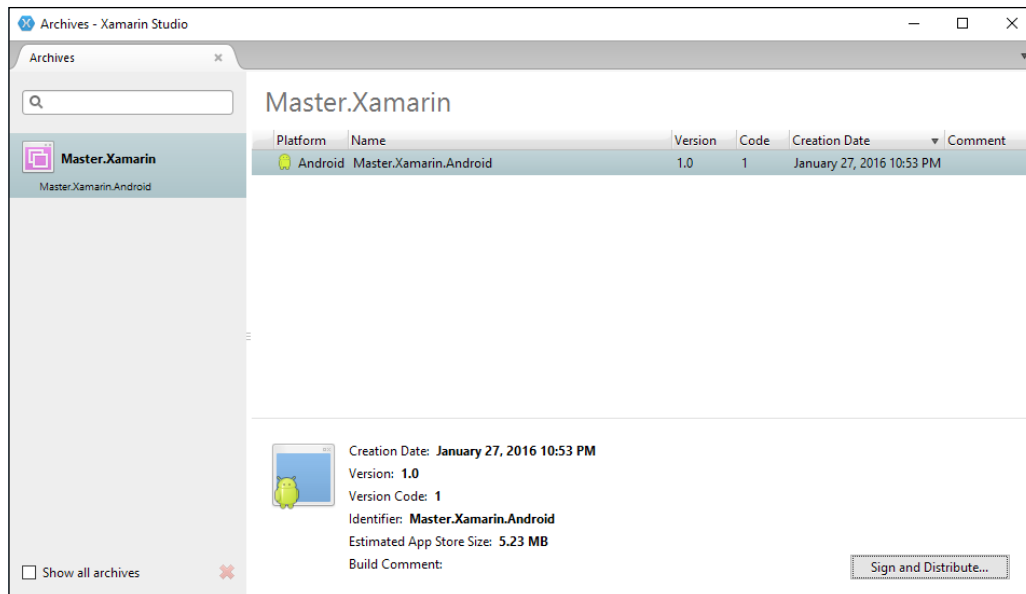 Archives - Xamarin Studio
Archives
Master.Xamarin
Master.Xamarin.Android
Show all archives
Master.Xamarin
Platform Name Version Code Creation Date Comment
Android Master.Xamarin.Android 1.0 1 January 27, 2016 10:53 PM
Creation Date: January 27, 2016 10:53 PM
Version: 1.0
Version Code: 1
Identifier: Master.Xamarin.Android
Estimated App Store Size: 5.23 MB
Build Comment:
Sign and Distribute...